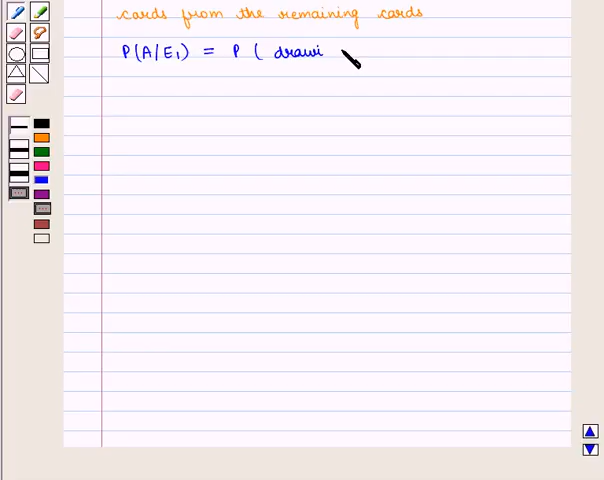 cards from the remaining cards
P(A/E₁) = P ( drawi